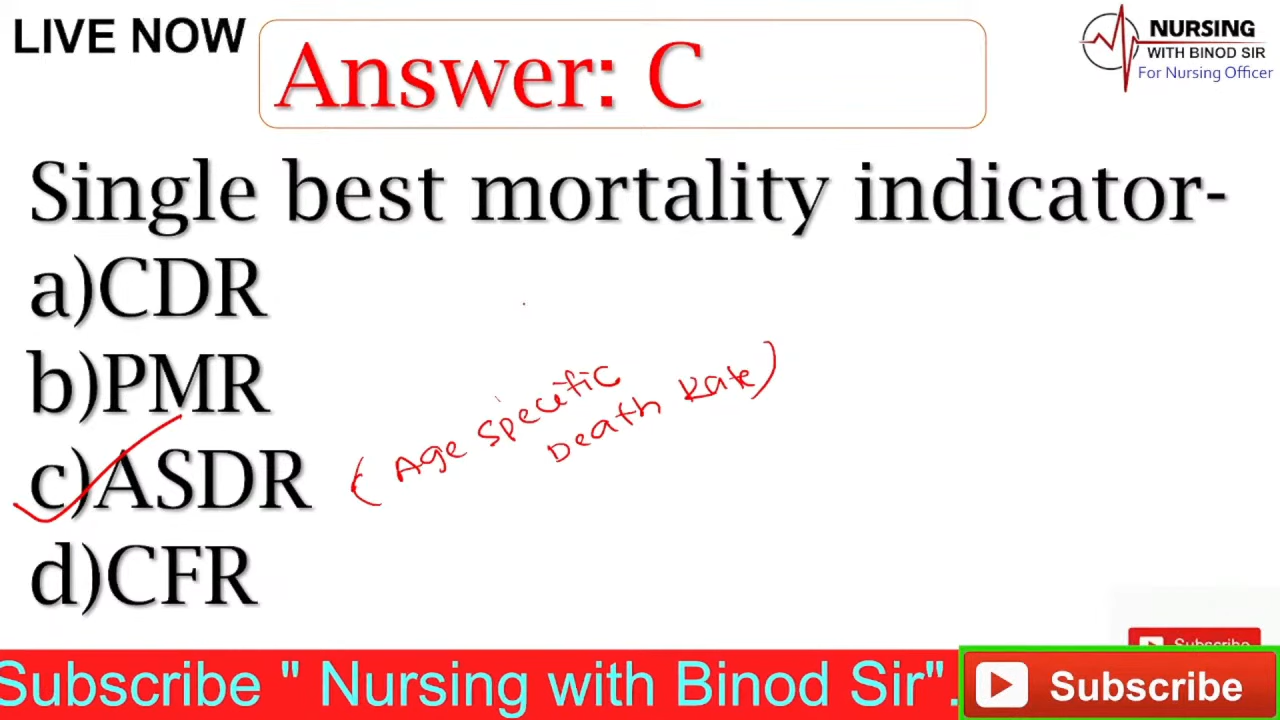 LIVE NOW
Answer: C
NURSING
WITH BINOD SIR
For Nursing Officer
Single best mortality indicator-
a)CDR
b)PMR
c)ASDR
(Age Specific
Death Rate)
d)CFR
Subscribe
Subscribe " Nursing with Binod Sir".
Subscribe